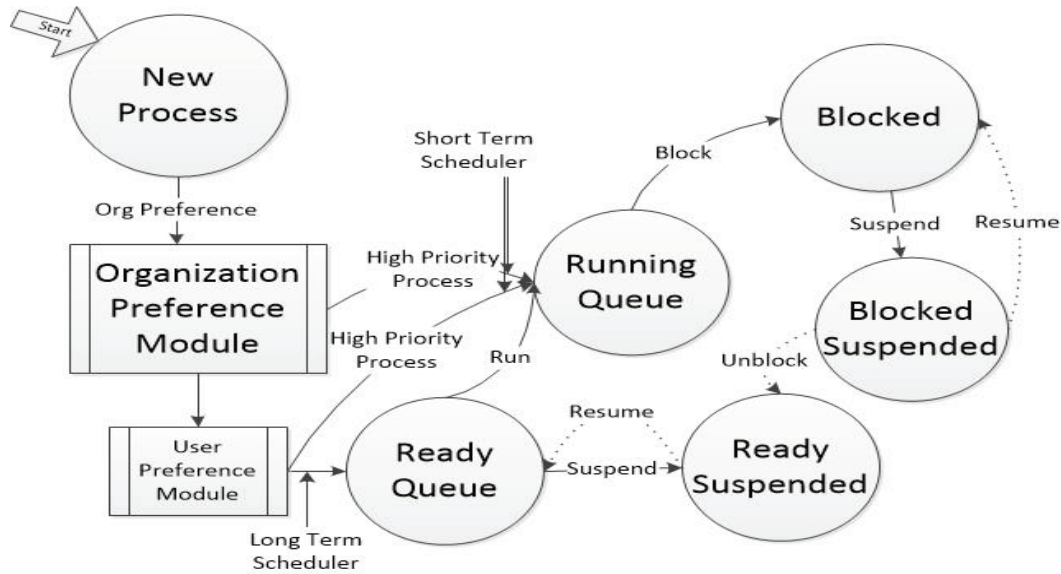 Start
New
Process
Org Preference
Organization
Preference
Module
User
Preference
Module
High Priority
Process
High Priority
Process
Short Term
Scheduler
Long Term
Scheduler
Run
Ready
Queue
Running
Queue
Block
Blocked
Suspend
Resume
Blocked
Suspended
Unblock
Resume
Suspend
Ready
Suspended